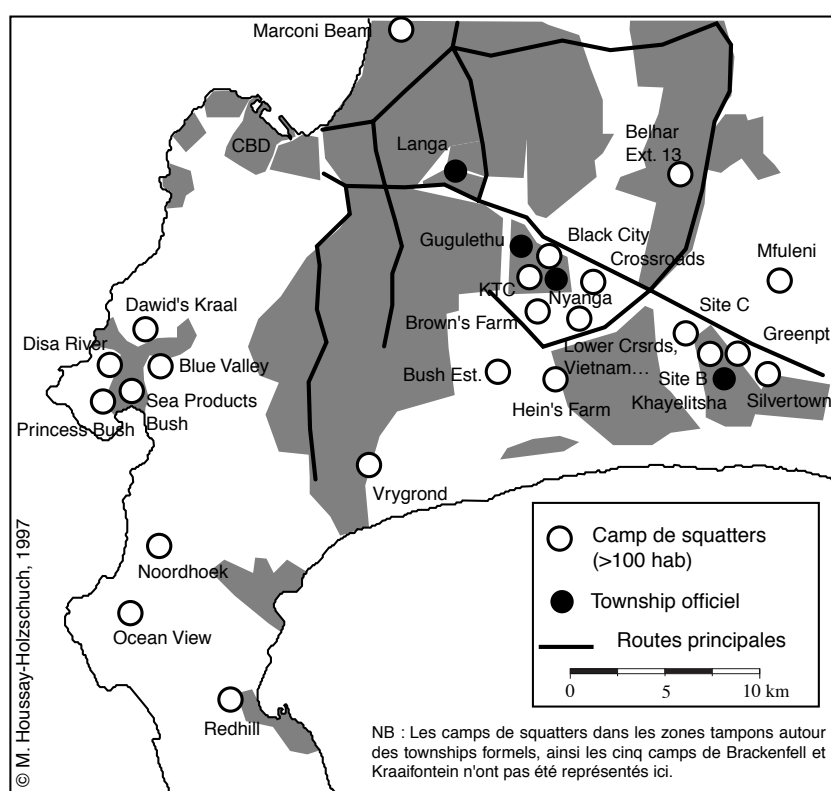 Marconi Beam
CBD
Langa
Belhar
Ext. 13
Gugulethu
Black City
Crossroads
Mfuleni
KTC
Nyanga
Dawid's Kraal
Brown's Farm
Site C
Disa River
Greenpt
Blue Valley
Lower Crsrds,
Vietnam...
Bush Est.
Site B
Sea Products
Bush
Princess Bush
Hein's Farm
Khayelitsha
Silvertown
Vrygrond
Noordhoek
Ocean View
Redhill
Camp de squatters
(>100 hab)
Township officiel
Routes principales
0 5 10 km
NB : Les camps de squatters dans les zones tampons autour
des townships formels, ainsi les cinq camps de Brackenfell et
Kraaifontein n'ont pas été représentés ici.
© M. Houssay-Holzschuch, 1997